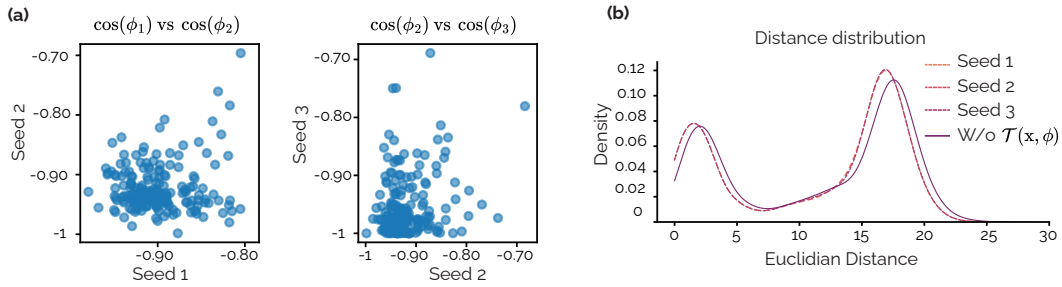 (a)
cos(ϕ₁) vs cos(ϕ₂)
-0.70
-0.80
-0.90
-1
Seed 2
-0.90
-0.80
Seed 1
cos(ϕ₂) vs cos(ϕ₃)
-0.70
-0.80
-0.90
-1
Seed 3
-1
-0.90
-0.80
-0.70
Seed 2
(b)
Distance distribution
0.12
0.10
0.08
0.06
0.04
0.02
0
Density
0
5
10
15
20
25
30
Euclidian Distance
Seed 1
Seed 2
Seed 3
W/o 𝒯(x, ϕ)